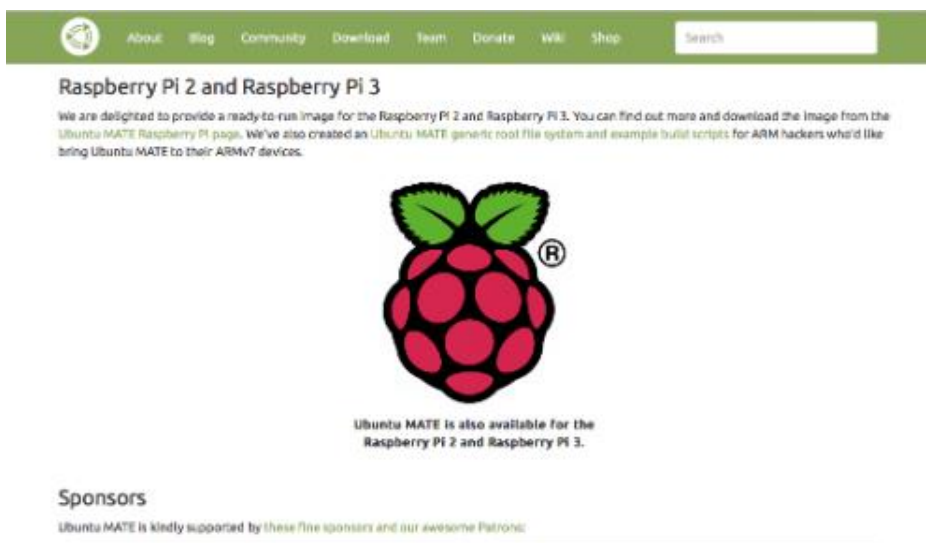 About Blog Community Download Team Donate Wiki Shop Search
Raspberry Pi 2 and Raspberry Pi 3
We are delighted to provide a ready-to-run image for the Raspberry Pi 2 and Raspberry Pi 3. You can find out more and download the image from the
Ubuntu MATE Raspberry Pi page. We've also created an Ubuntu MATE generic root file system and example build scripts for ARM hackers who'd like
bring Ubuntu MATE to their ARMv7 devices.
®
Ubuntu MATE is also available for the
Raspberry Pi 2 and Raspberry Pi 3.
Sponsors
Ubuntu MATE is kindly supported by these fine sponsors and our awesome Patrons: